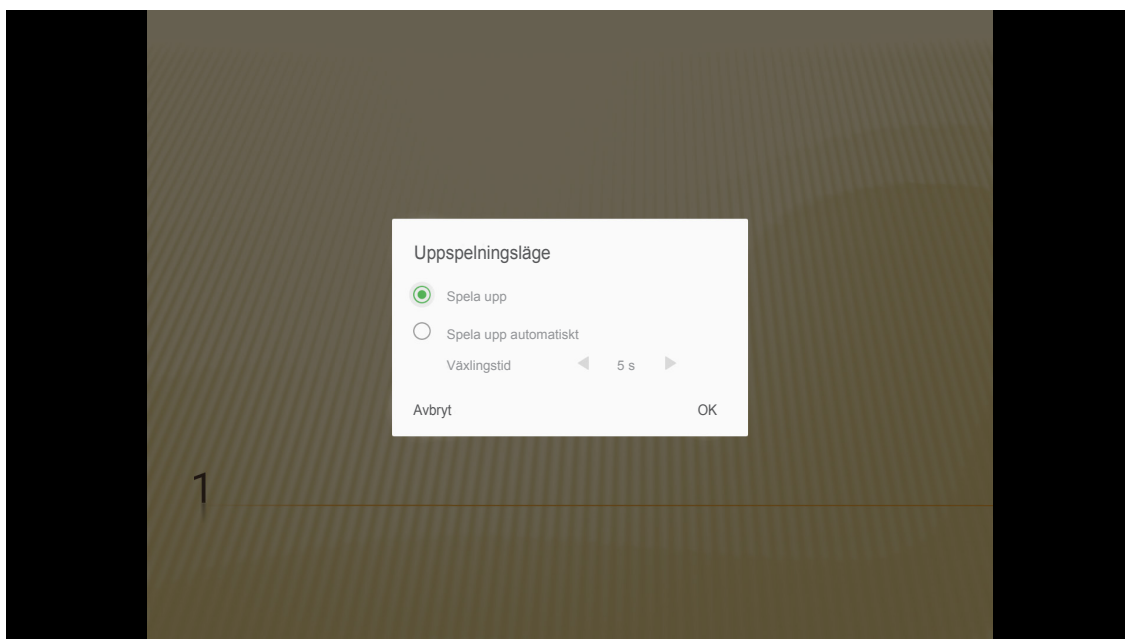 Uppspelningsläge
Spela upp
Spela upp automatiskt
Växlingstid 5 s
Avbryt OK
1